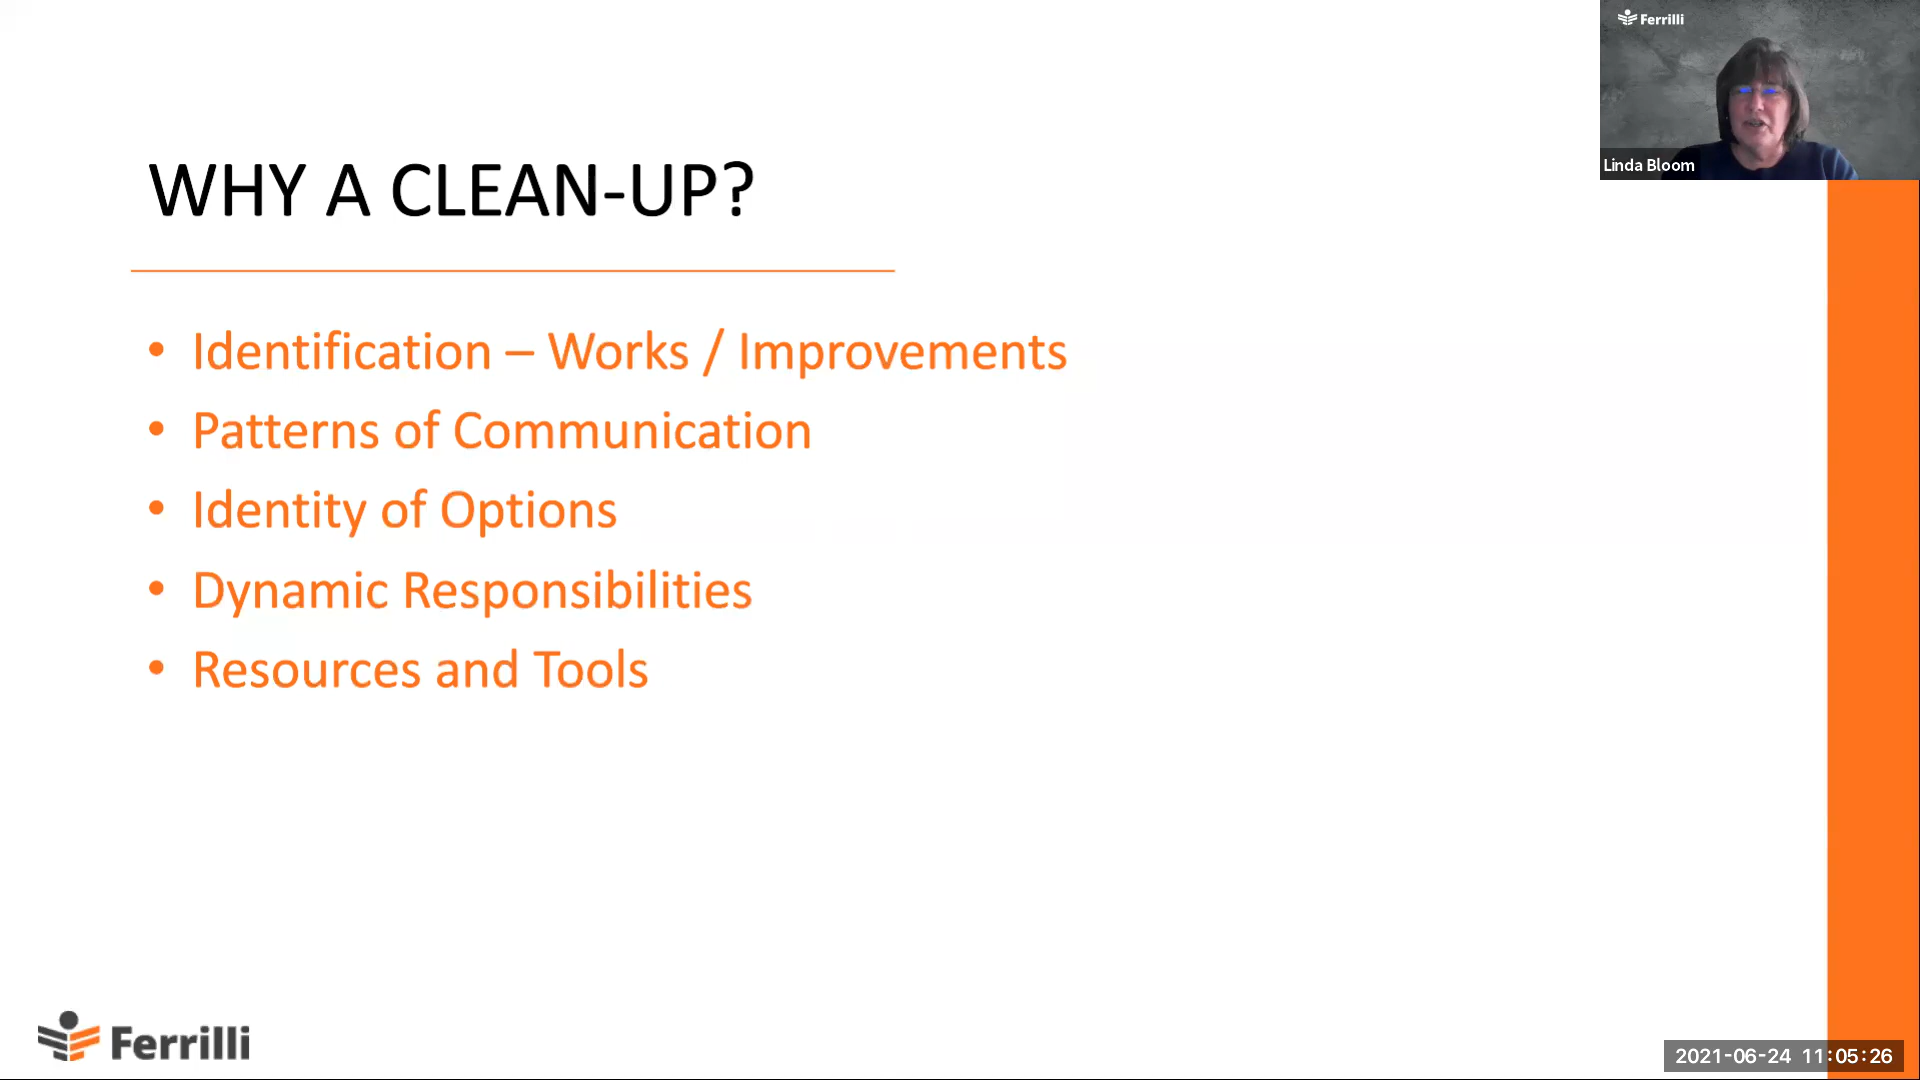 Ferrilli
Linda Bloom
WHY A CLEAN-UP?
• Identification – Works / Improvements
• Patterns of Communication
• Identity of Options
• Dynamic Responsibilities
• Resources and Tools
Ferrilli
2021-06-24 11:05:26